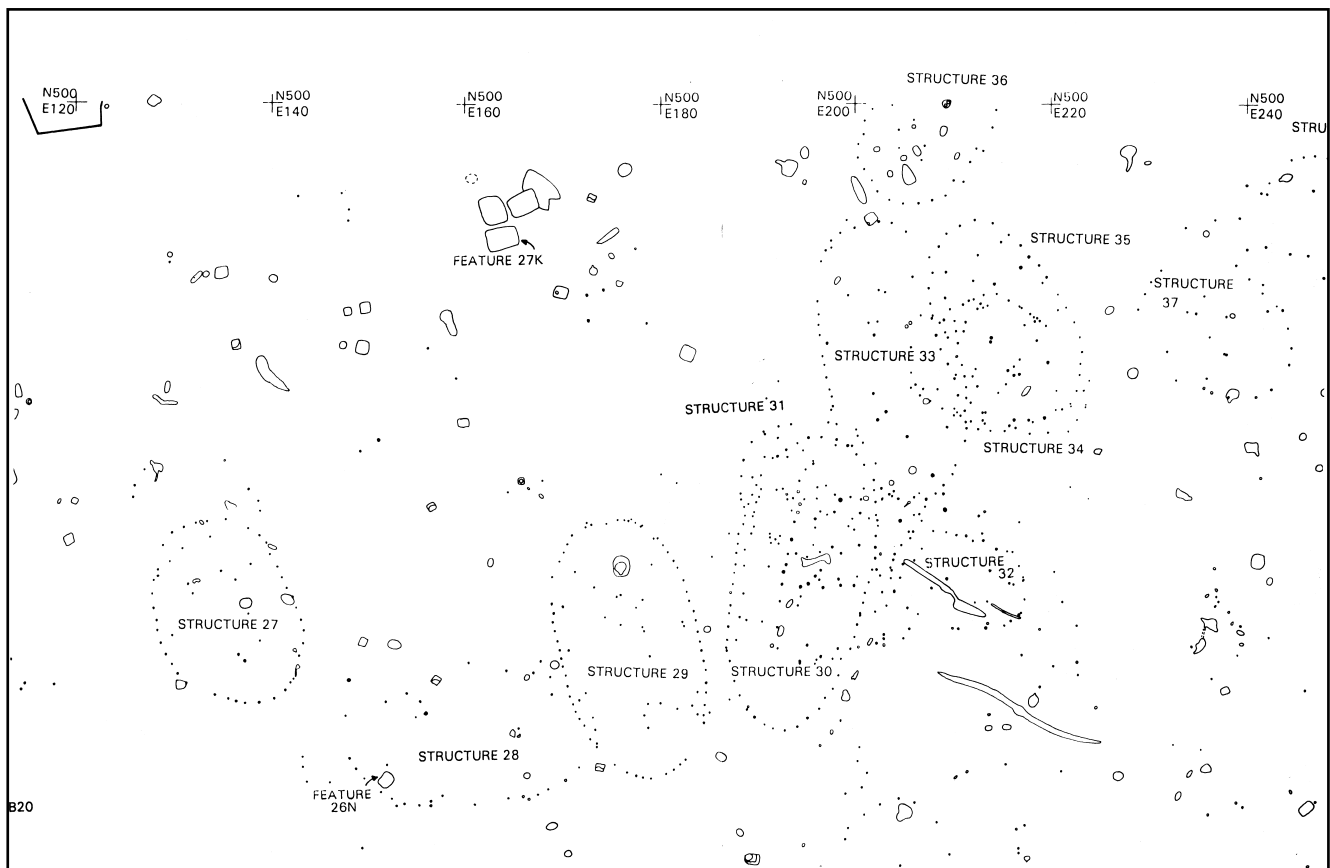 STRUCTURE 36
N500
E120
N500
E140
N500
E160
N500
E180
N500
E200
N500
E220
N500
E240
STRU
STRUCTURE 35
FEATURE 27K
STRUCTURE
37
STRUCTURE 33
STRUCTURE 31
STRUCTURE 34
STRUCTURE
32
STRUCTURE 27
STRUCTURE 29
STRUCTURE 30
STRUCTURE 28
FEATURE
26N
B20